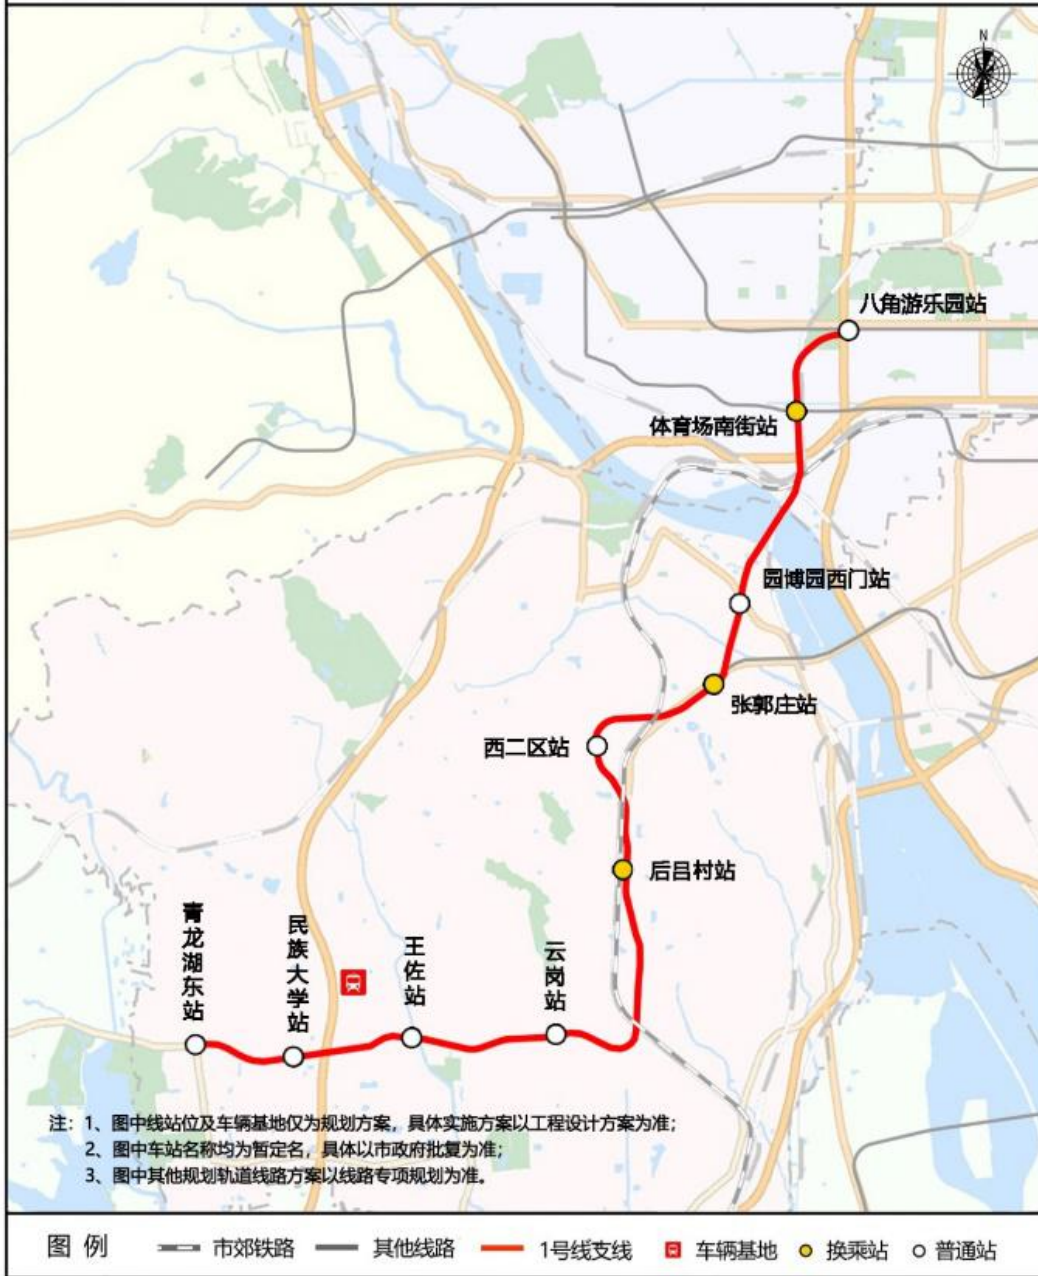 N
八角游乐园站
体育场南街站
园博园西门站
张郭庄站
西二区站
后吕村站
青龙湖东站
民族大学站
王佐站
云岗站
注：1、图中线站位及车辆基地仅为规划方案，具体实施方案以工程设计方案为准；
2、图中车站名称均为暂定名，具体以市政府批复为准；
3、图中其他规划轨道线路方案以线路专项规划为准。
图 例 市郊铁路 其他线路 1号线支线 车辆基地 换乘站 普通站